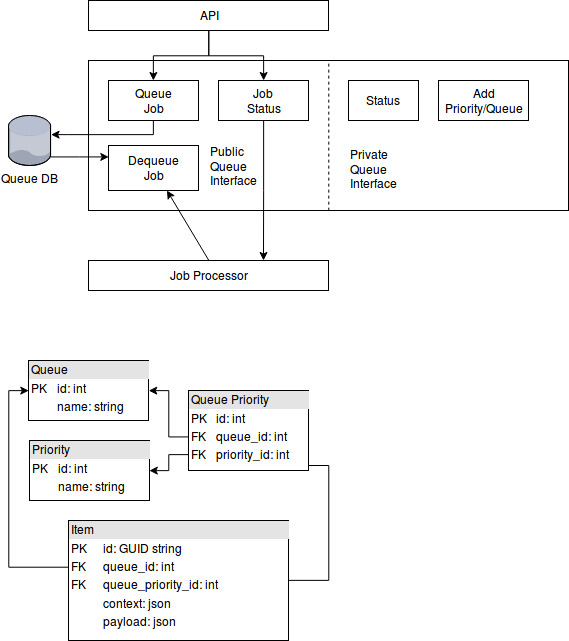 API
Queue
Job
Job
Status
Status
Add
Priority/Queue
Queue DB
Dequeue
Job
Public
Queue
Interface
Private
Queue
Interface
Job Processor
Queue
PK id: int
name: string
Priority
PK id: int
name: string
Queue Priority
PK id: int
FK queue_id: int
FK priority_id: int
Item
PK id: GUID string
FK queue_id: int
FK queue_priority_id: int
context: json
payload: json